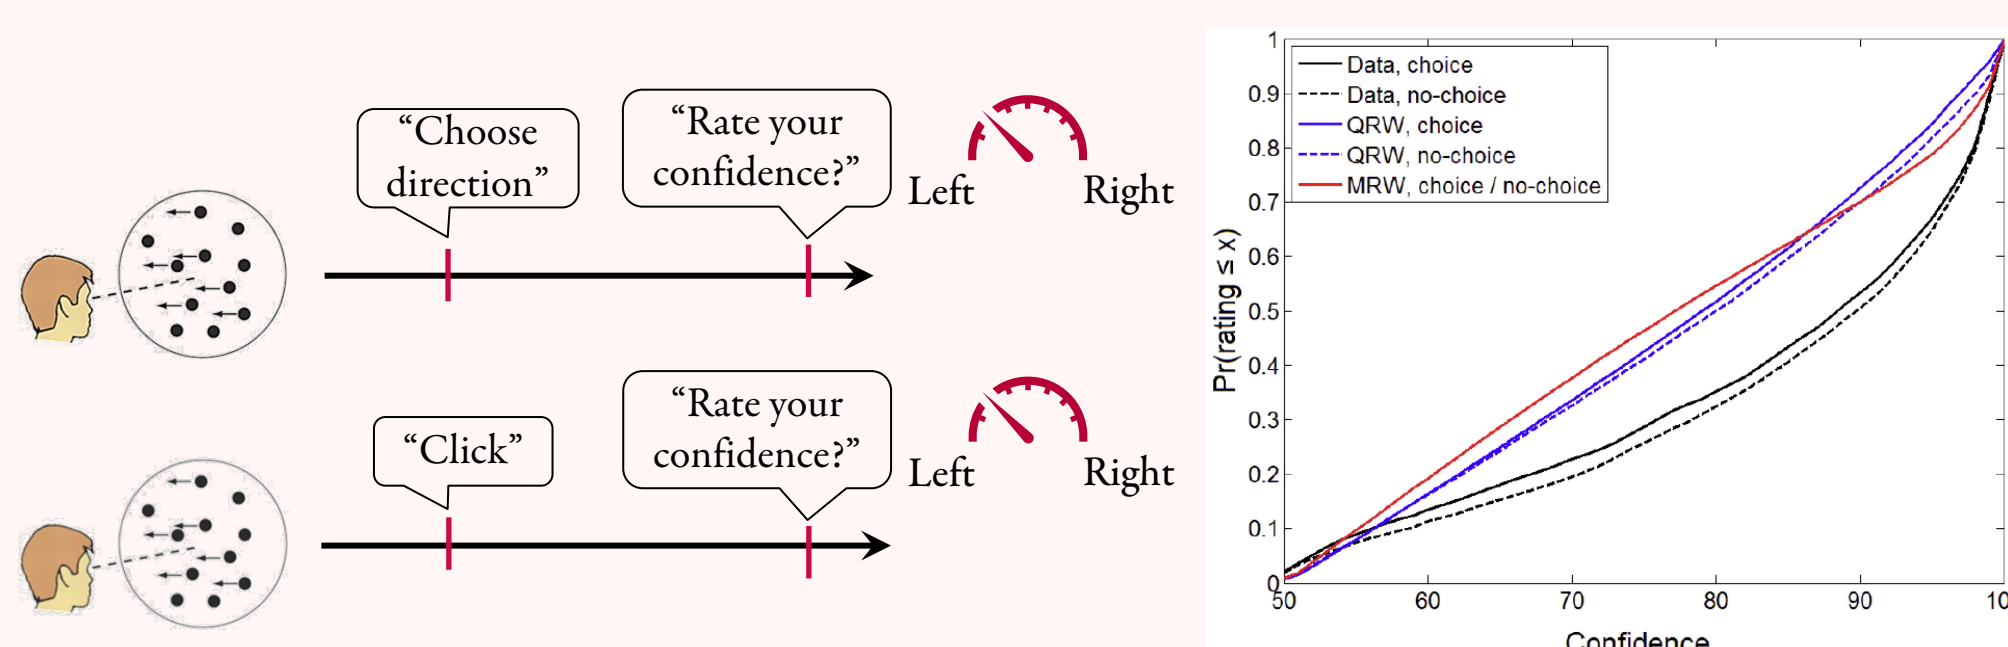 “Choose
direction”
“Rate your
confidence?”
Left
Right
“Click”
“Rate your
confidence?”
Left
Right
Data, choice
Data, no-choice
QRW, choice
QRW, no-choice
MRW, choice / no-choice
Pr(rating ≤ x)
1
0.9
0.8
0.7
0.6
0.5
0.4
0.3
0.2
0.1
0
50
60
70
80
90
10
Confidence